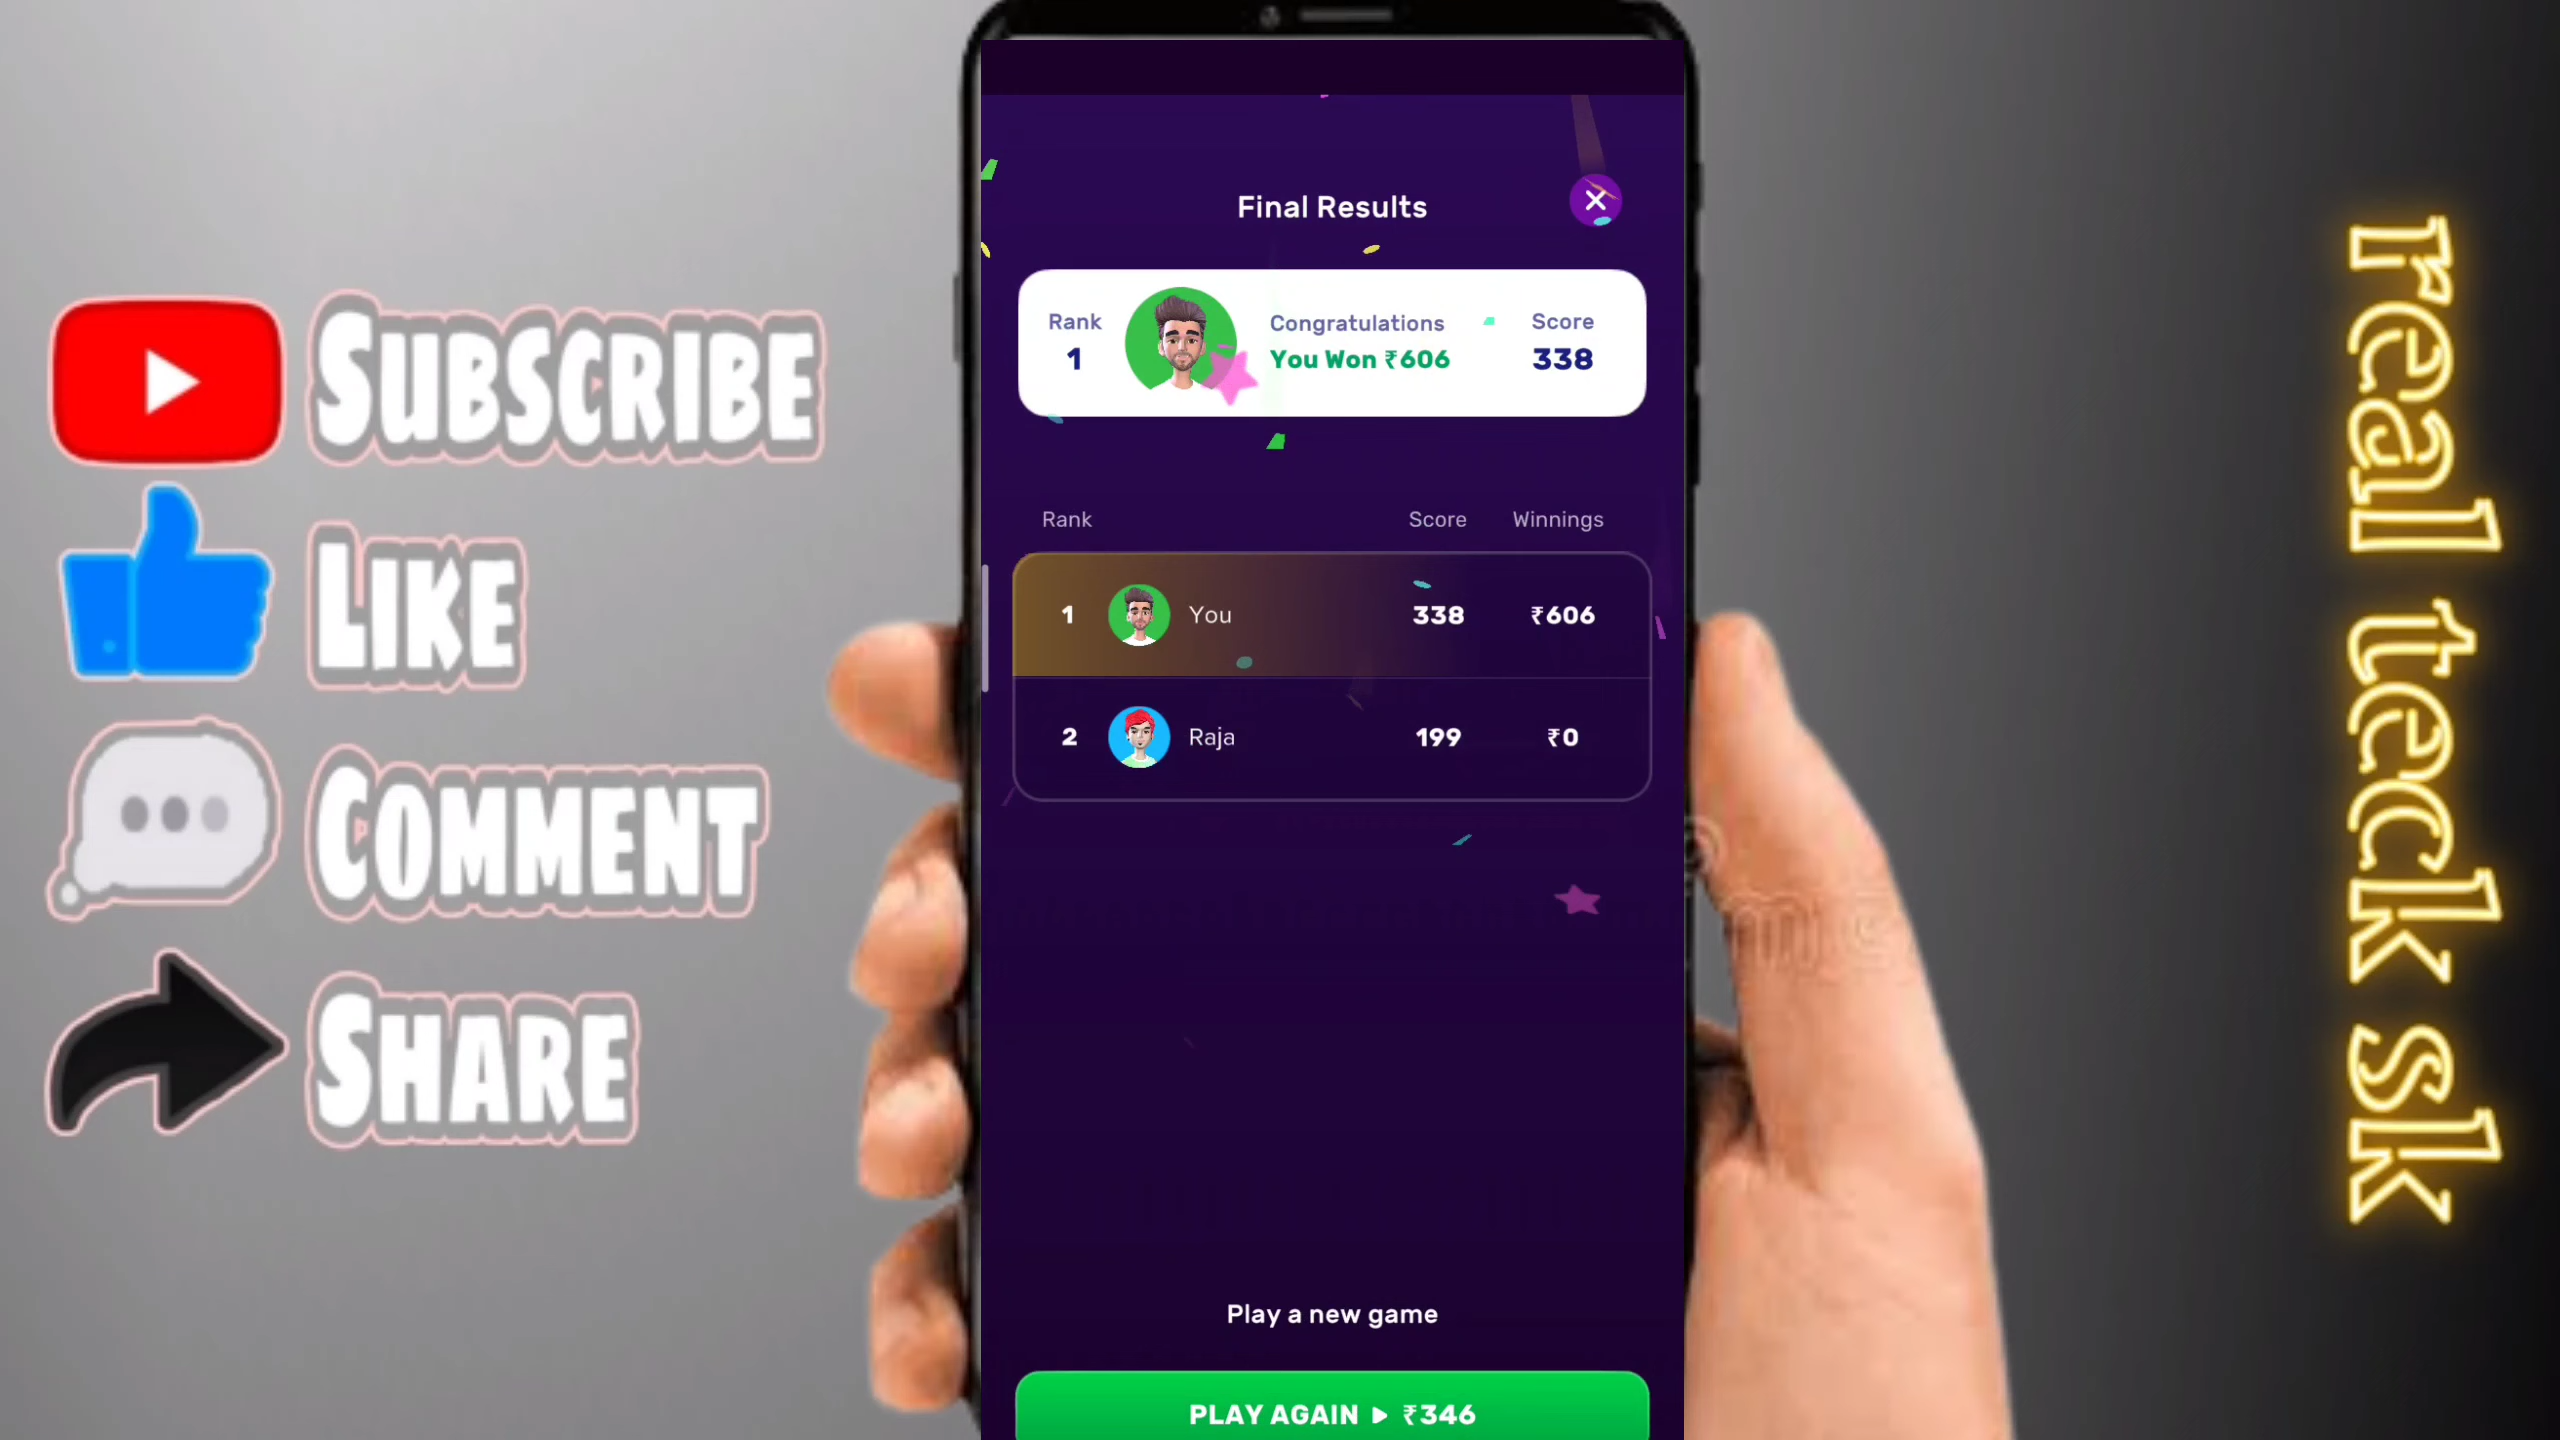 SUBSCRIBE
LIKE
COMMENT
SHARE
Final Results
Rank Congratulations Score
1 You Won ₹606 338
Rank Score Winnings
1 You 338 ₹606
2 Raja 199 ₹0
Play a new game
PLAY AGAIN ▶ ₹346
real teck sk